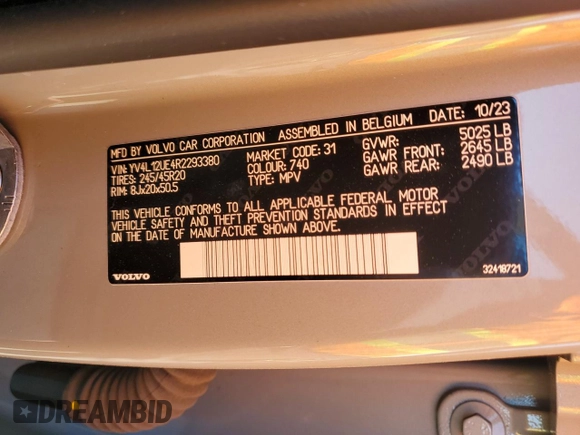 MFD BY VOLVO CAR CORPORATION ASSEMBLED IN BELGIUM DATE: 10/23
VIN: YV4L12UE4R2293380 MARKET CODE: 31 GVWR: 5025 LB
TIRES: 245/45R20 COLOUR: 740 GAWR FRONT: 2645 LB
RIM: 8Jx20x50.5 TYPE: MPV GAWR REAR: 2490 LB
THIS VEHICLE CONFORMS TO ALL APPLICABLE FEDERAL MOTOR
VEHICLE SAFETY AND THEFT PREVENTION STANDARDS IN EFFECT
ON THE DATE OF MANUFACTURE SHOWN ABOVE.
VOLVO 32418721
DREAMBID